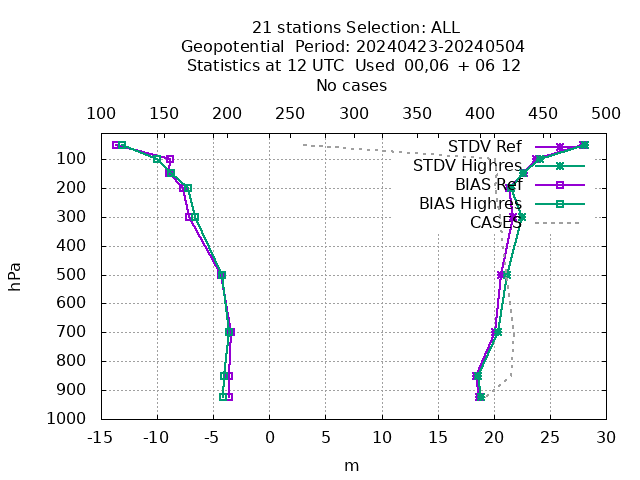 21 stations Selection: ALL
Geopotential  Period: 20240423-20240504
Statistics at 12 UTC  Used  00,06  + 06 12
No cases
100 150 200 260 300 350 400 450 500
STDV Ref
STDV Highres
BIAS Ref
BIAS Highres
CASES
100
200
300
400
500
600
700
800
900
1000
hPa
-15 -10 -5 0 5 10 15 20 25 30
m